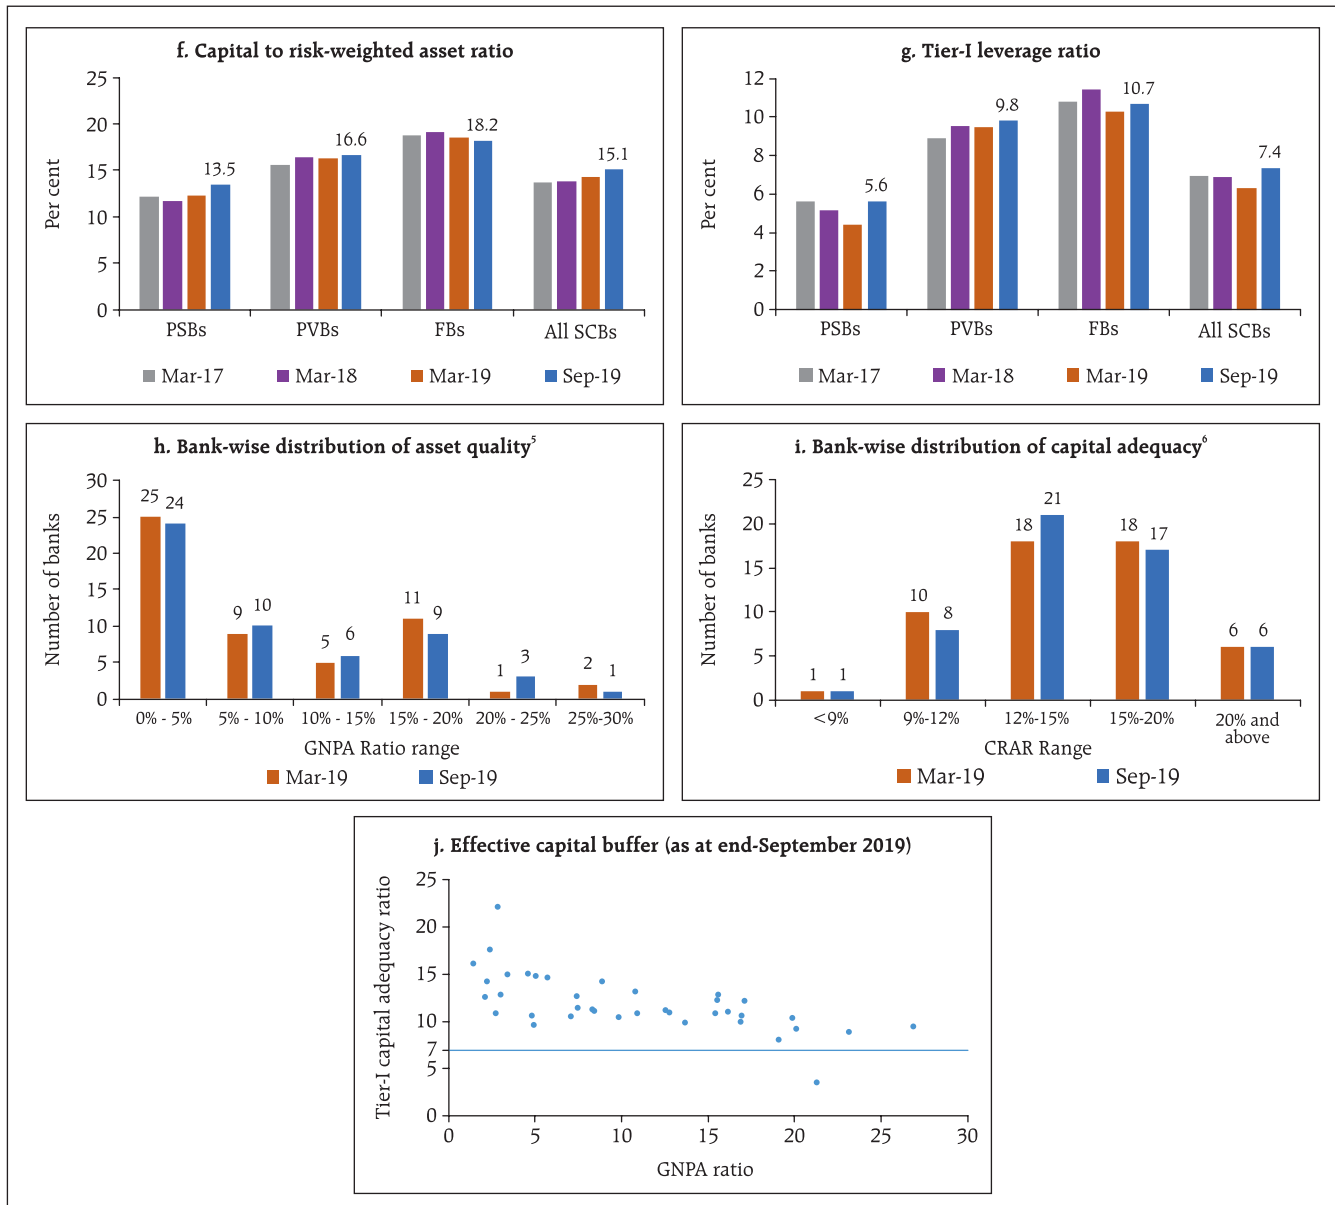 f. Capital to risk-weighted asset ratio
Per cent
25
20
15
10
5
0
13.5
16.6
18.2
15.1
PSBs PVBs FBs All SCBs
Mar-17 Mar-18 Mar-19 Sep-19
g. Tier-I leverage ratio
Per cent
12
10
8
6
4
2
0
5.6
9.8
10.7
7.4
PSBs PVBs FBs All SCBs
Mar-17 Mar-18 Mar-19 Sep-19
h. Bank-wise distribution of asset quality5
Number of banks
30
25
20
15
10
5
0
25 24
9 10
5 6
11 9
1 3
2 1
0% - 5% 5% - 10% 10% - 15% 15% - 20% 20% - 25% 25%-30%
GNPA Ratio range
Mar-19 Sep-19
i. Bank-wise distribution of capital adequacy6
Number of banks
25
20
15
10
5
0
1 1
10 8
18 21
18 17
6 6
<9% 9%-12% 12%-15% 15%-20% 20% and
above
CRAR Range
Mar-19 Sep-19
j. Effective capital buffer (as at end-September 2019)
Tier-I capital adequacy ratio
25
20
15
10
7
5
0
0 5 10 15 20 25 30
GNPA ratio